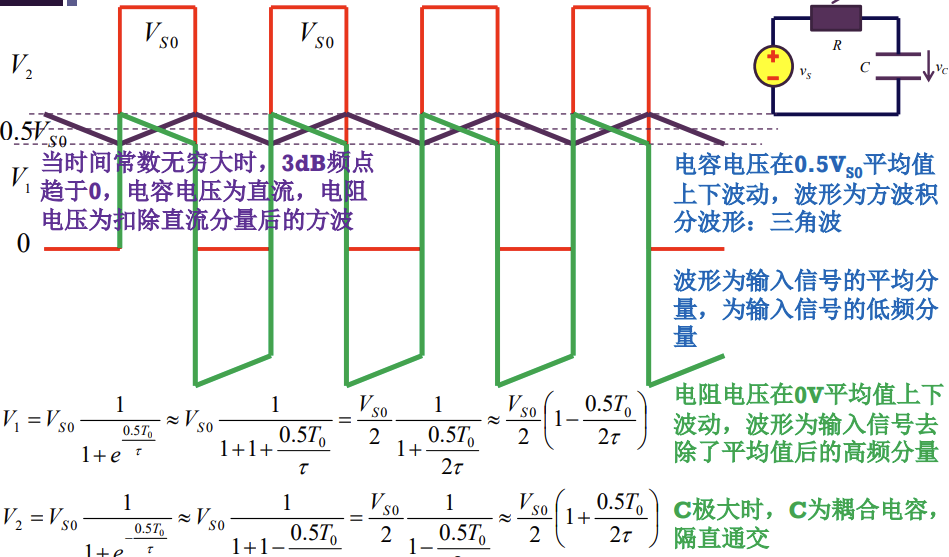 V_{S0} V_{S0}
V_2
R
v_S
C
v_C
0.5V_{S0}
V_1
0
当时间常数无穷大时，3dB频点
趋于0，电容电压为直流，电阻
电压为扣除直流分量后的方波
电容电压在0.5V_{S0}平均值
上下波动，波形为方波积
分波形：三角波
波形为输入信号的平均分
量，为输入信号的低频分
量
电阻电压在0V平均值上下
波动，波形为输入信号去
除了平均值后的高频分量
C极大时，C为耦合电容，
隔直通交
V_1 = V_{S0} \frac{1}{1+e^{\frac{0.5T_0}{\tau}}} ≈ V_{S0} \frac{1}{1+1+\frac{0.5T_0}{\tau}} = \frac{V_{S0}}{2} \frac{1}{1+\frac{0.5T_0}{2\tau}} ≈ \frac{V_{S0}}{2} \left(1-\frac{0.5T_0}{2\tau}\right)
V_2 = V_{S0} \frac{1}{1+e^{-\frac{0.5T_0}{\tau}}} ≈ V_{S0} \frac{1}{1+1-\frac{0.5T_0}{}} = \frac{V_{S0}}{2} \frac{1}{1-\frac{0.5T_0}{}} ≈ \frac{V_{S0}}{2} \left(1+\frac{0.5T_0}{2\tau}\right)